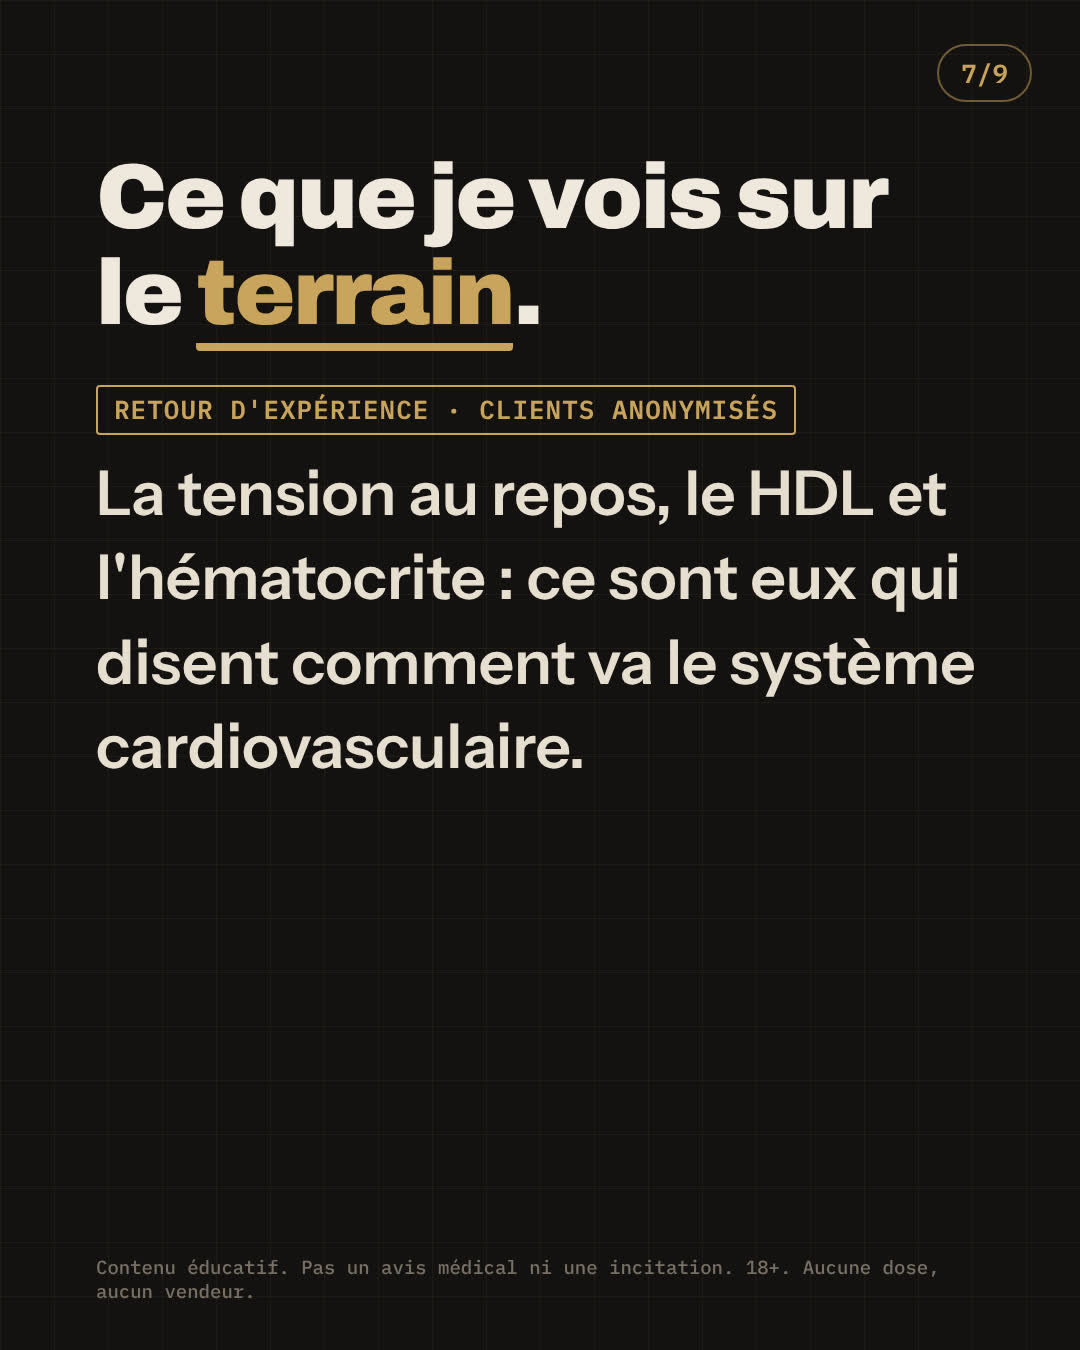 7/9
Ce que je vois sur
le terrain.
RETOUR D'EXPÉRIENCE · CLIENTS ANONYMISÉS
La tension au repos, le HDL et
l'hématocrite : ce sont eux qui
disent comment va le système
cardiovasculaire.
Contenu éducatif. Pas un avis médical ni une incitation. 18+. Aucune dose,
aucun vendeur.